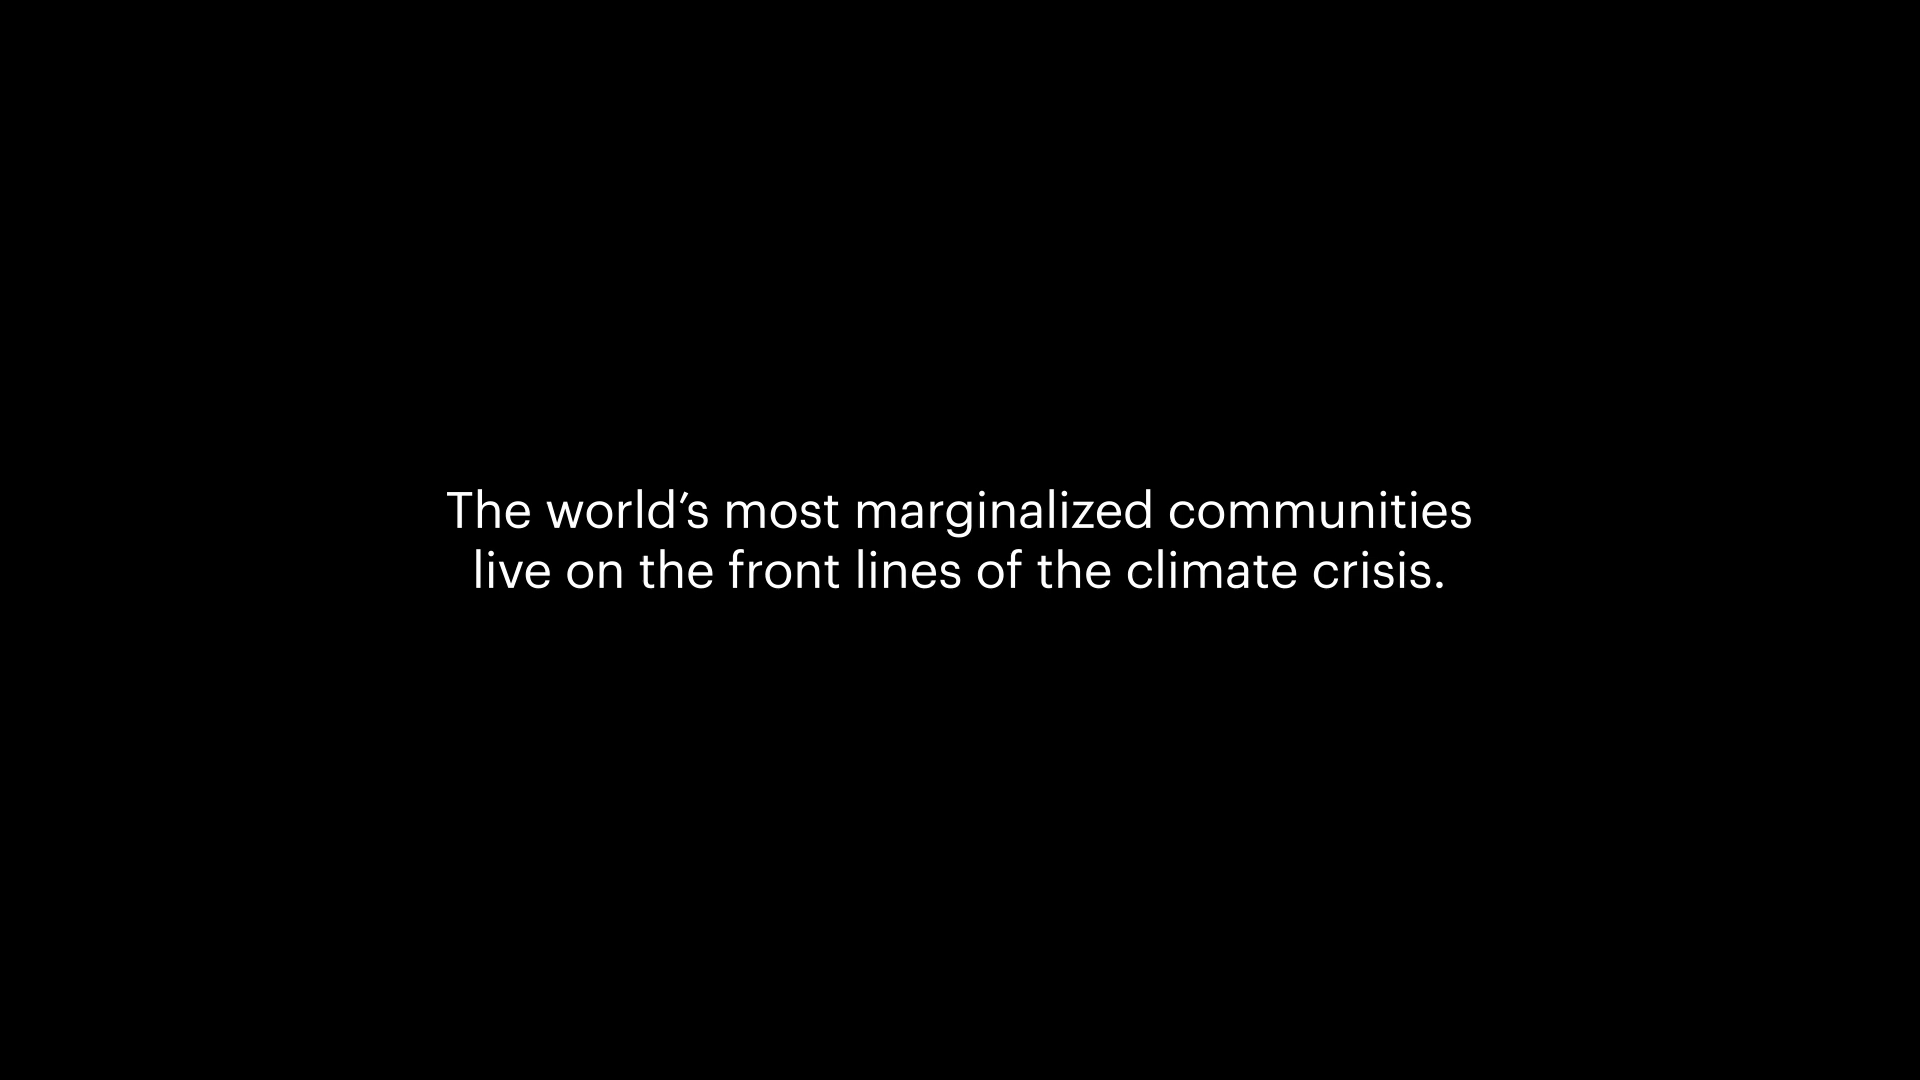 The world’s most marginalized communities
live on the front lines of the climate crisis.